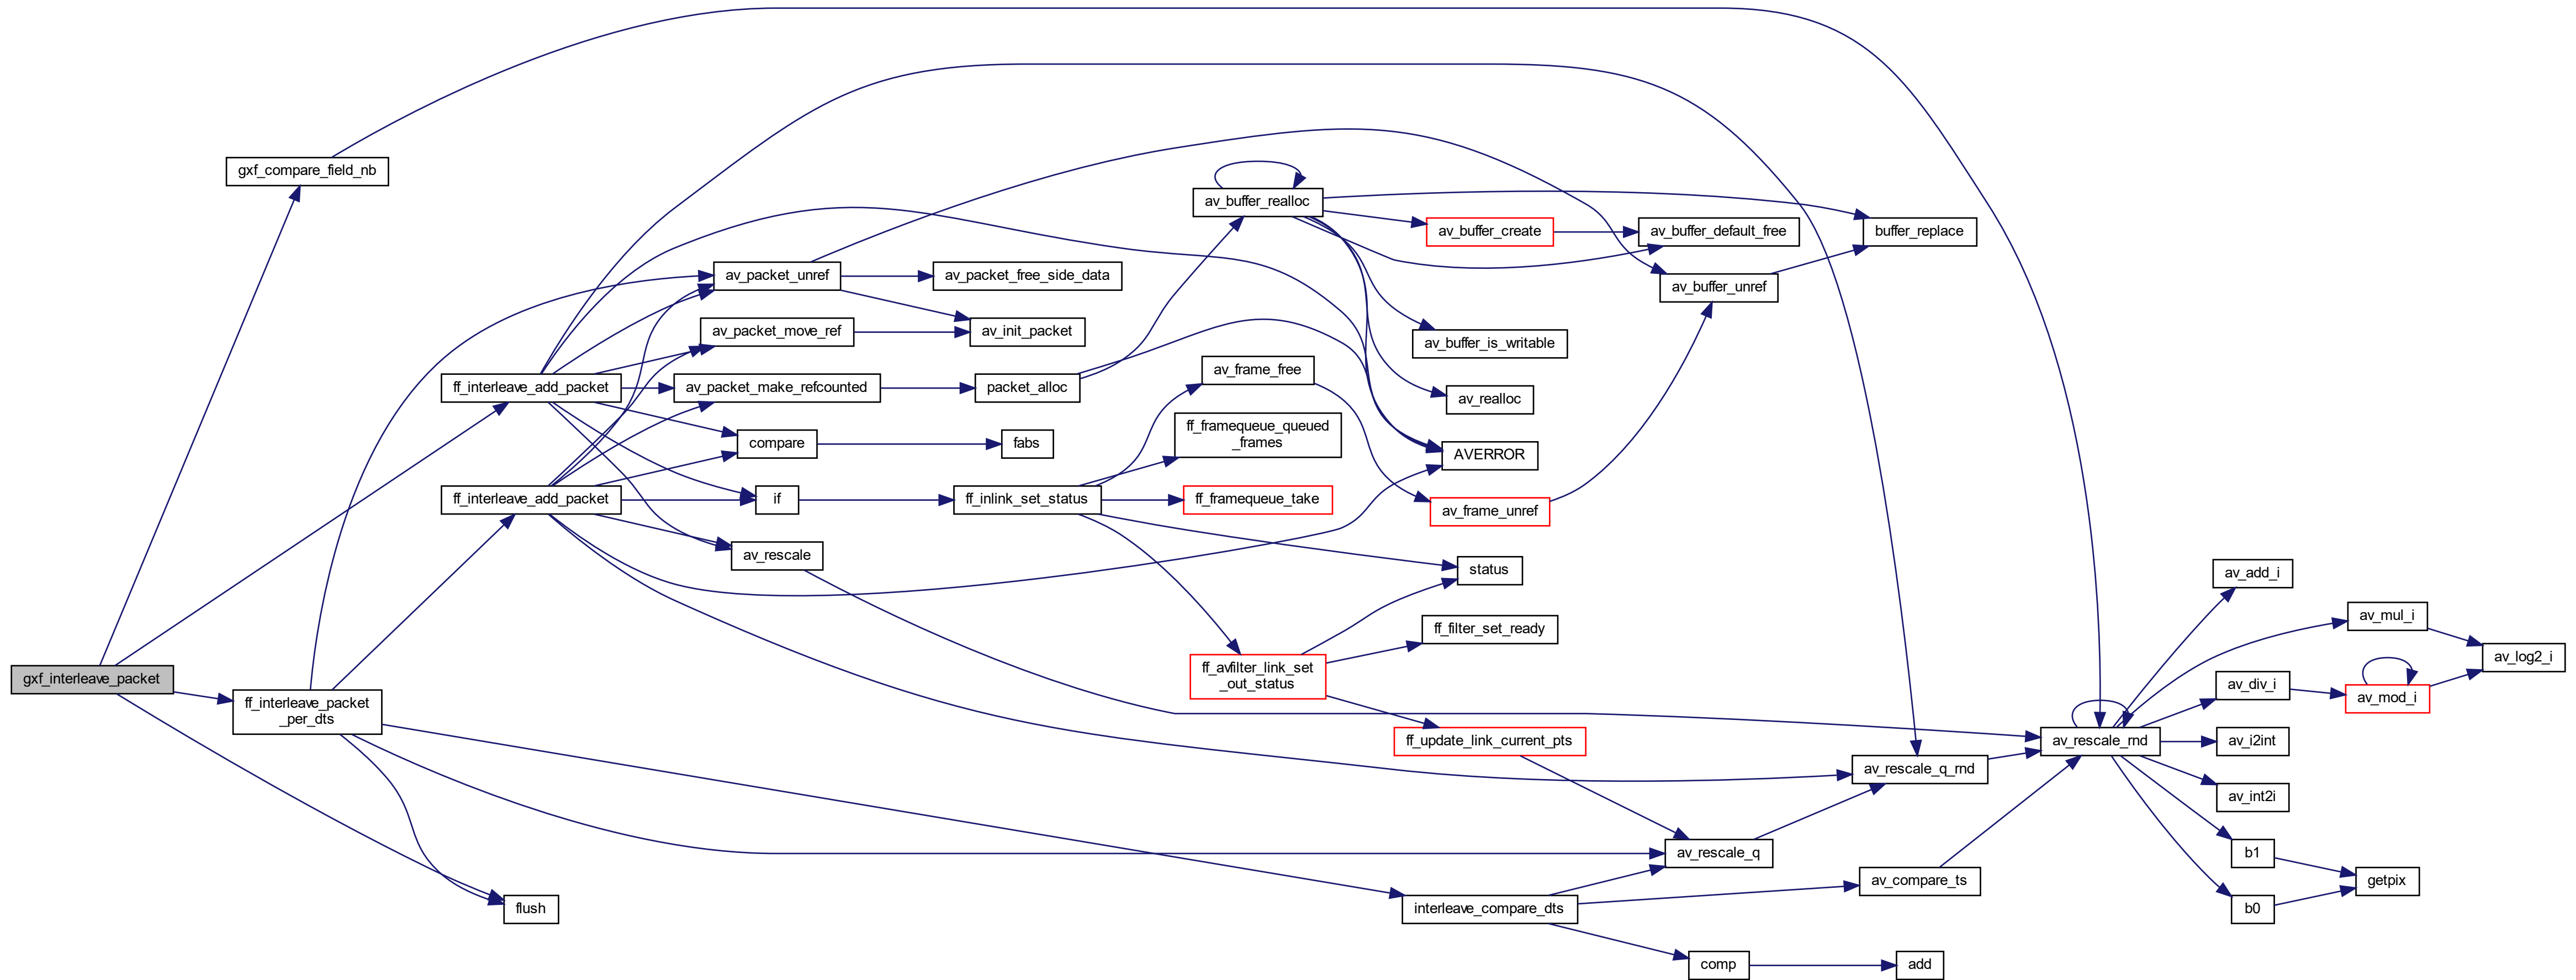 gxf_interleave_packet
gxf_compare_field_nb
ff_interleave_add_packet
ff_interleave_add_packet
ff_interleave_packet
_per_dts
flush
av_packet_unref
av_packet_move_ref
av_packet_make_refcounted
compare
if
av_rescale
av_packet_free_side_data
av_init_packet
packet_alloc
fabs
ff_inlink_set_status
av_buffer_realloc
av_frame_free
ff_framequeue_queued
_frames
ff_framequeue_take
ff_avfilter_link_set
_out_status
av_buffer_create
av_buffer_is_writable
av_realloc
AVERROR
av_frame_unref
status
ff_filter_set_ready
ff_update_link_current_pts
interleave_compare_dts
av_buffer_default_free
av_buffer_unref
av_rescale_q
comp
buffer_replace
av_rescale_q_rnd
av_compare_ts
add
av_rescale_rnd
av_add_i
av_mul_i
av_div_i
av_i2int
av_int2i
b1
b0
av_mod_i
getpix
av_log2_i